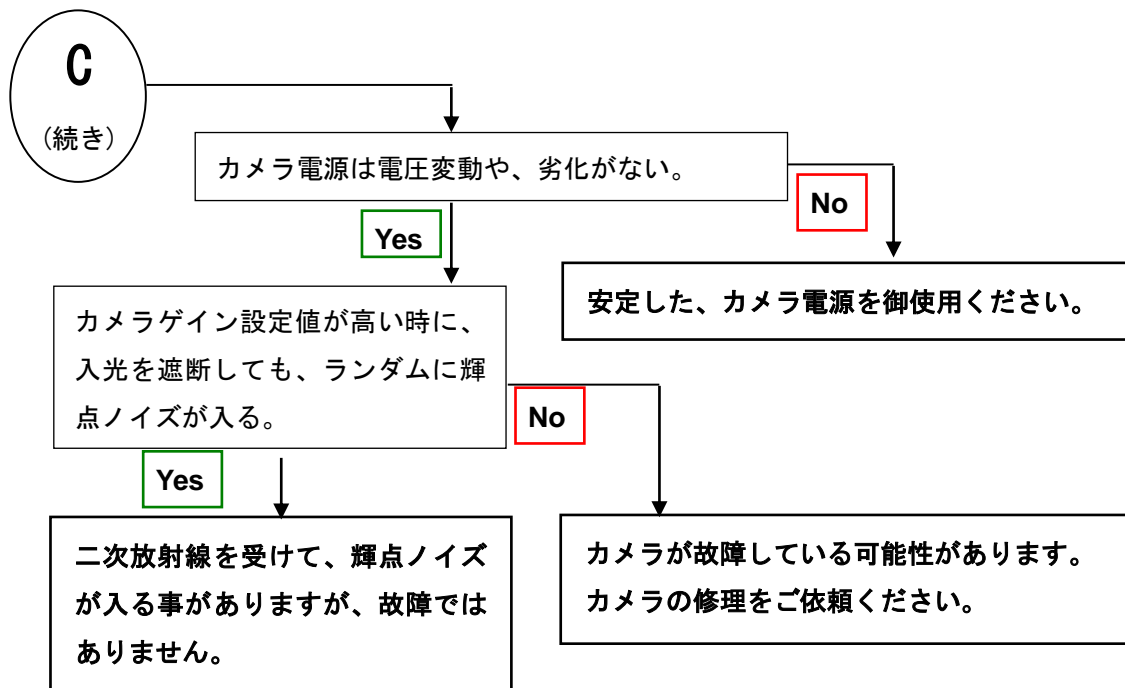 C
(続き)
カメラ電源は電圧変動や、劣化がない。
No
Yes
安定した、カメラ電源を御使用ください。
カメラゲイン設定値が高い時に、
入光を遮断しても、ランダムに輝
点ノイズが入る。
No
Yes
二次放射線を受けて、輝点ノイズ
が入る事がありますが、故障では
ありません。
カメラが故障している可能性があります。
カメラの修理をご依頼ください。